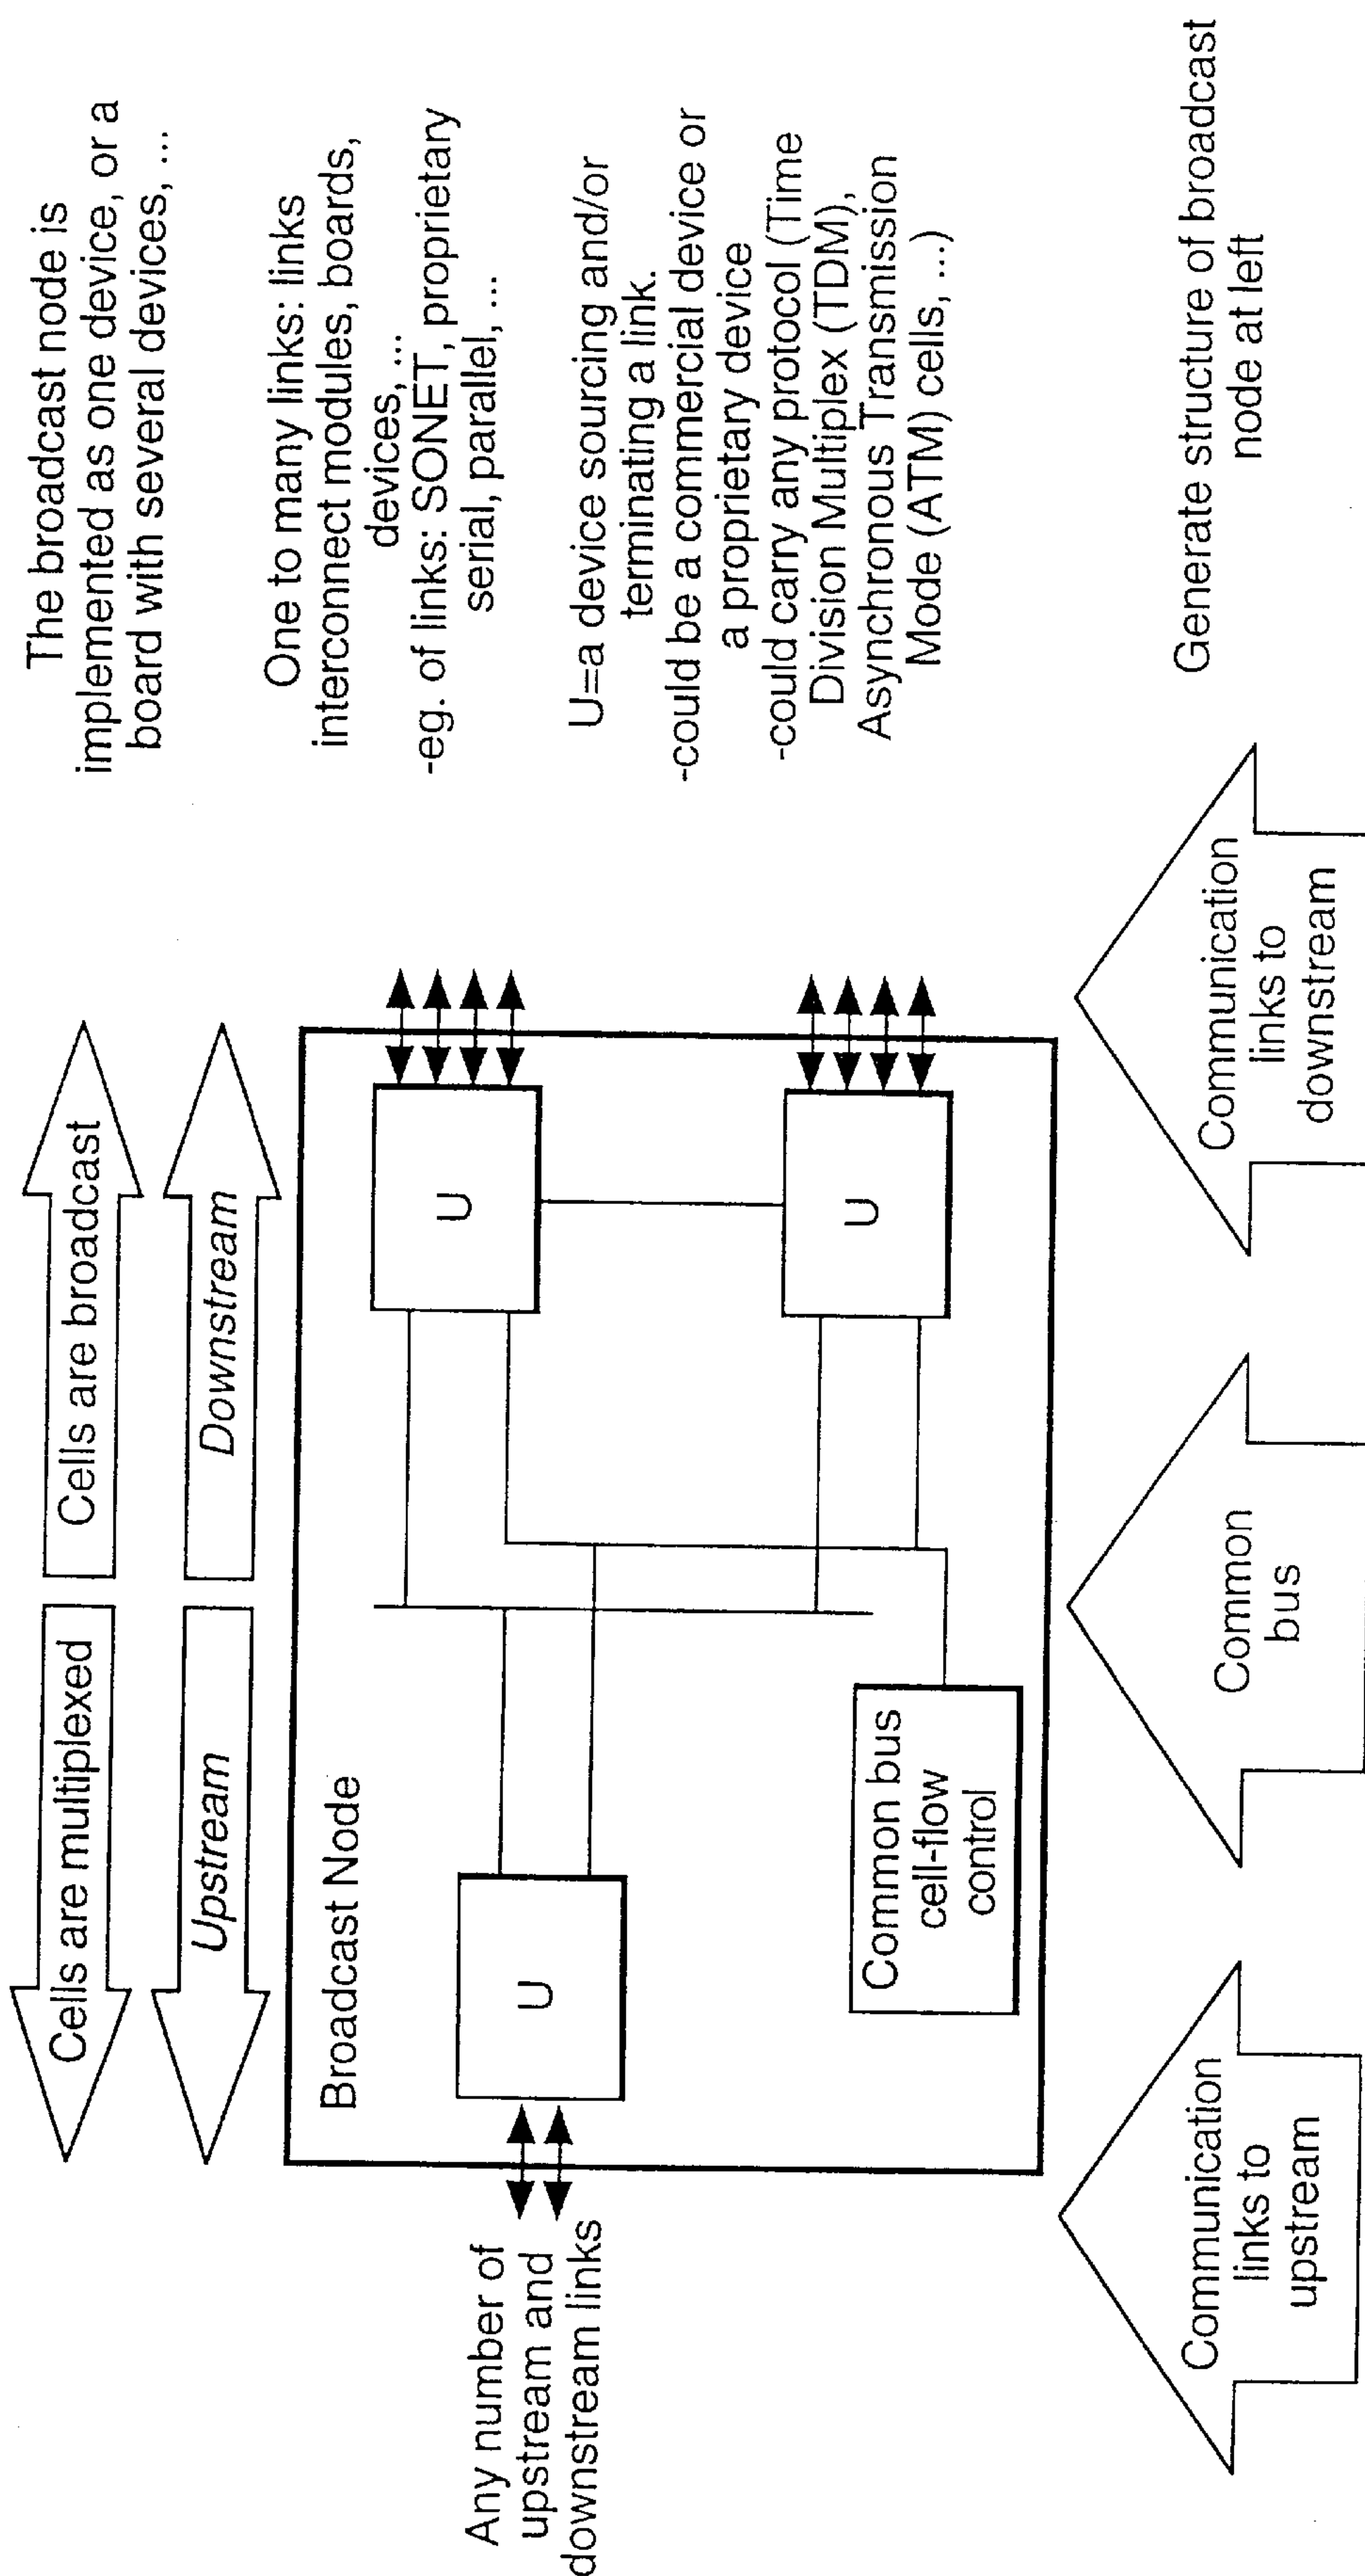 Cells are multiplexed
Cells are broadcast
Upstream
Downstream
The broadcast node is
implemented as one device, or a
board with several devices, ...
One to many links: links
interconnect modules, boards,
devices, ...
-eg. of links: SONET, proprietary
serial, parallel, ...
U=a device sourcing and/or
terminating a link.
-could be a commercial device or
a proprietary device
-could carry any protocol (Time
Division Multiplex (TDM),
Asynchronous Transmission
Mode (ATM) cells, ...)
Broadcast Node
U
U
U
Any number of
upstream and
downstream links
Common bus
cell-flow
control
Communication
links to
upstream
Common
bus
Communication
links to
downstream
Generate structure of broadcast
node at left